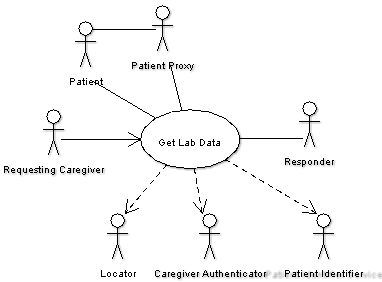 Patient Proxy
Patient
Get Lab Data
Requesting Caregiver
Responder
Locator
Caregiver Authenticator
Patient Identifier